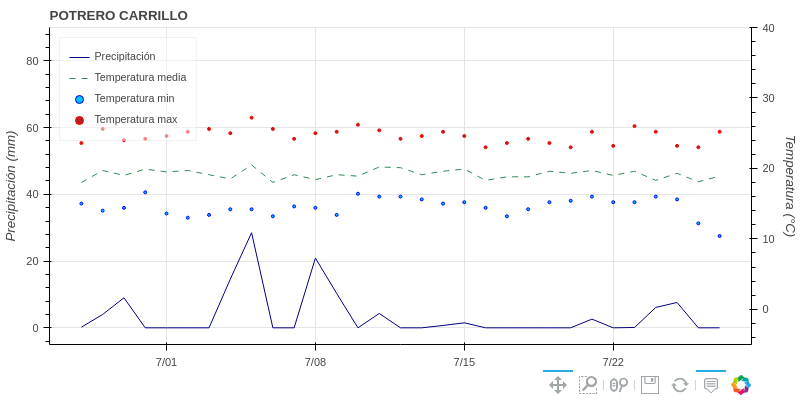 POTRERO CARRILLO
Precipitación
Temperatura media
Temperatura min
Temperatura max
Precipitación (mm)
80
60
40
20
0
Temperatura (°C)
40
30
20
10
0
7/01
7/08
7/15
7/22